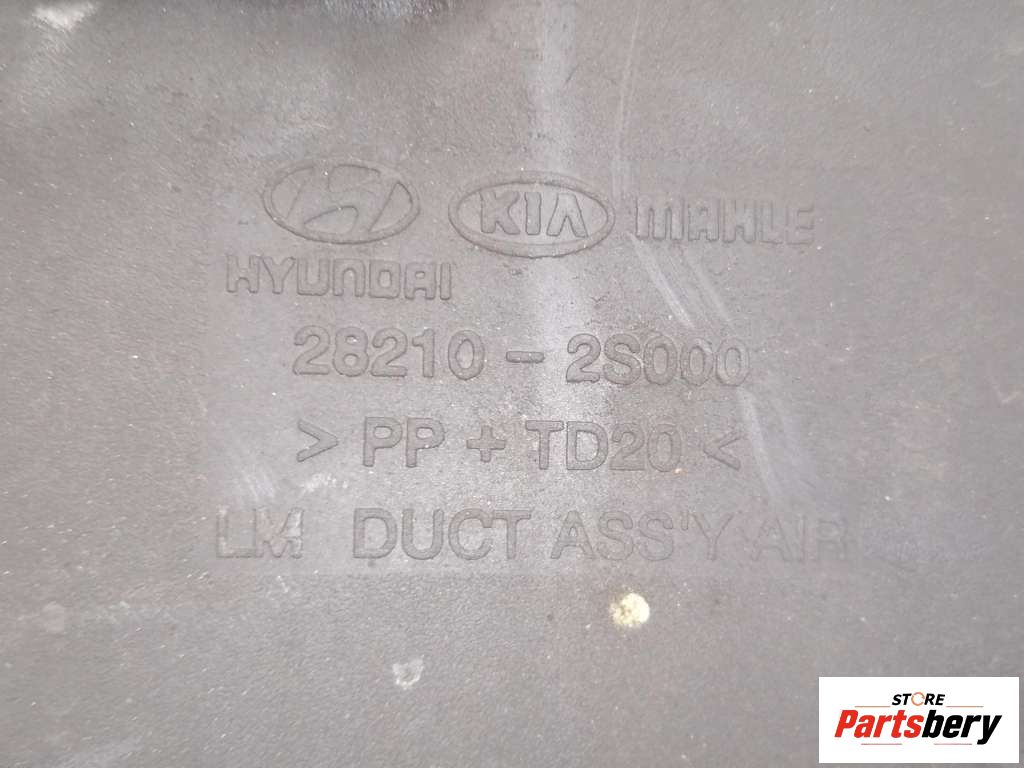 KIA MAHLE
HYUNDAI
28210 - 2S000
> PP + TD20 <
LM DUCT ASS'Y AIR
STORE
Partsbery